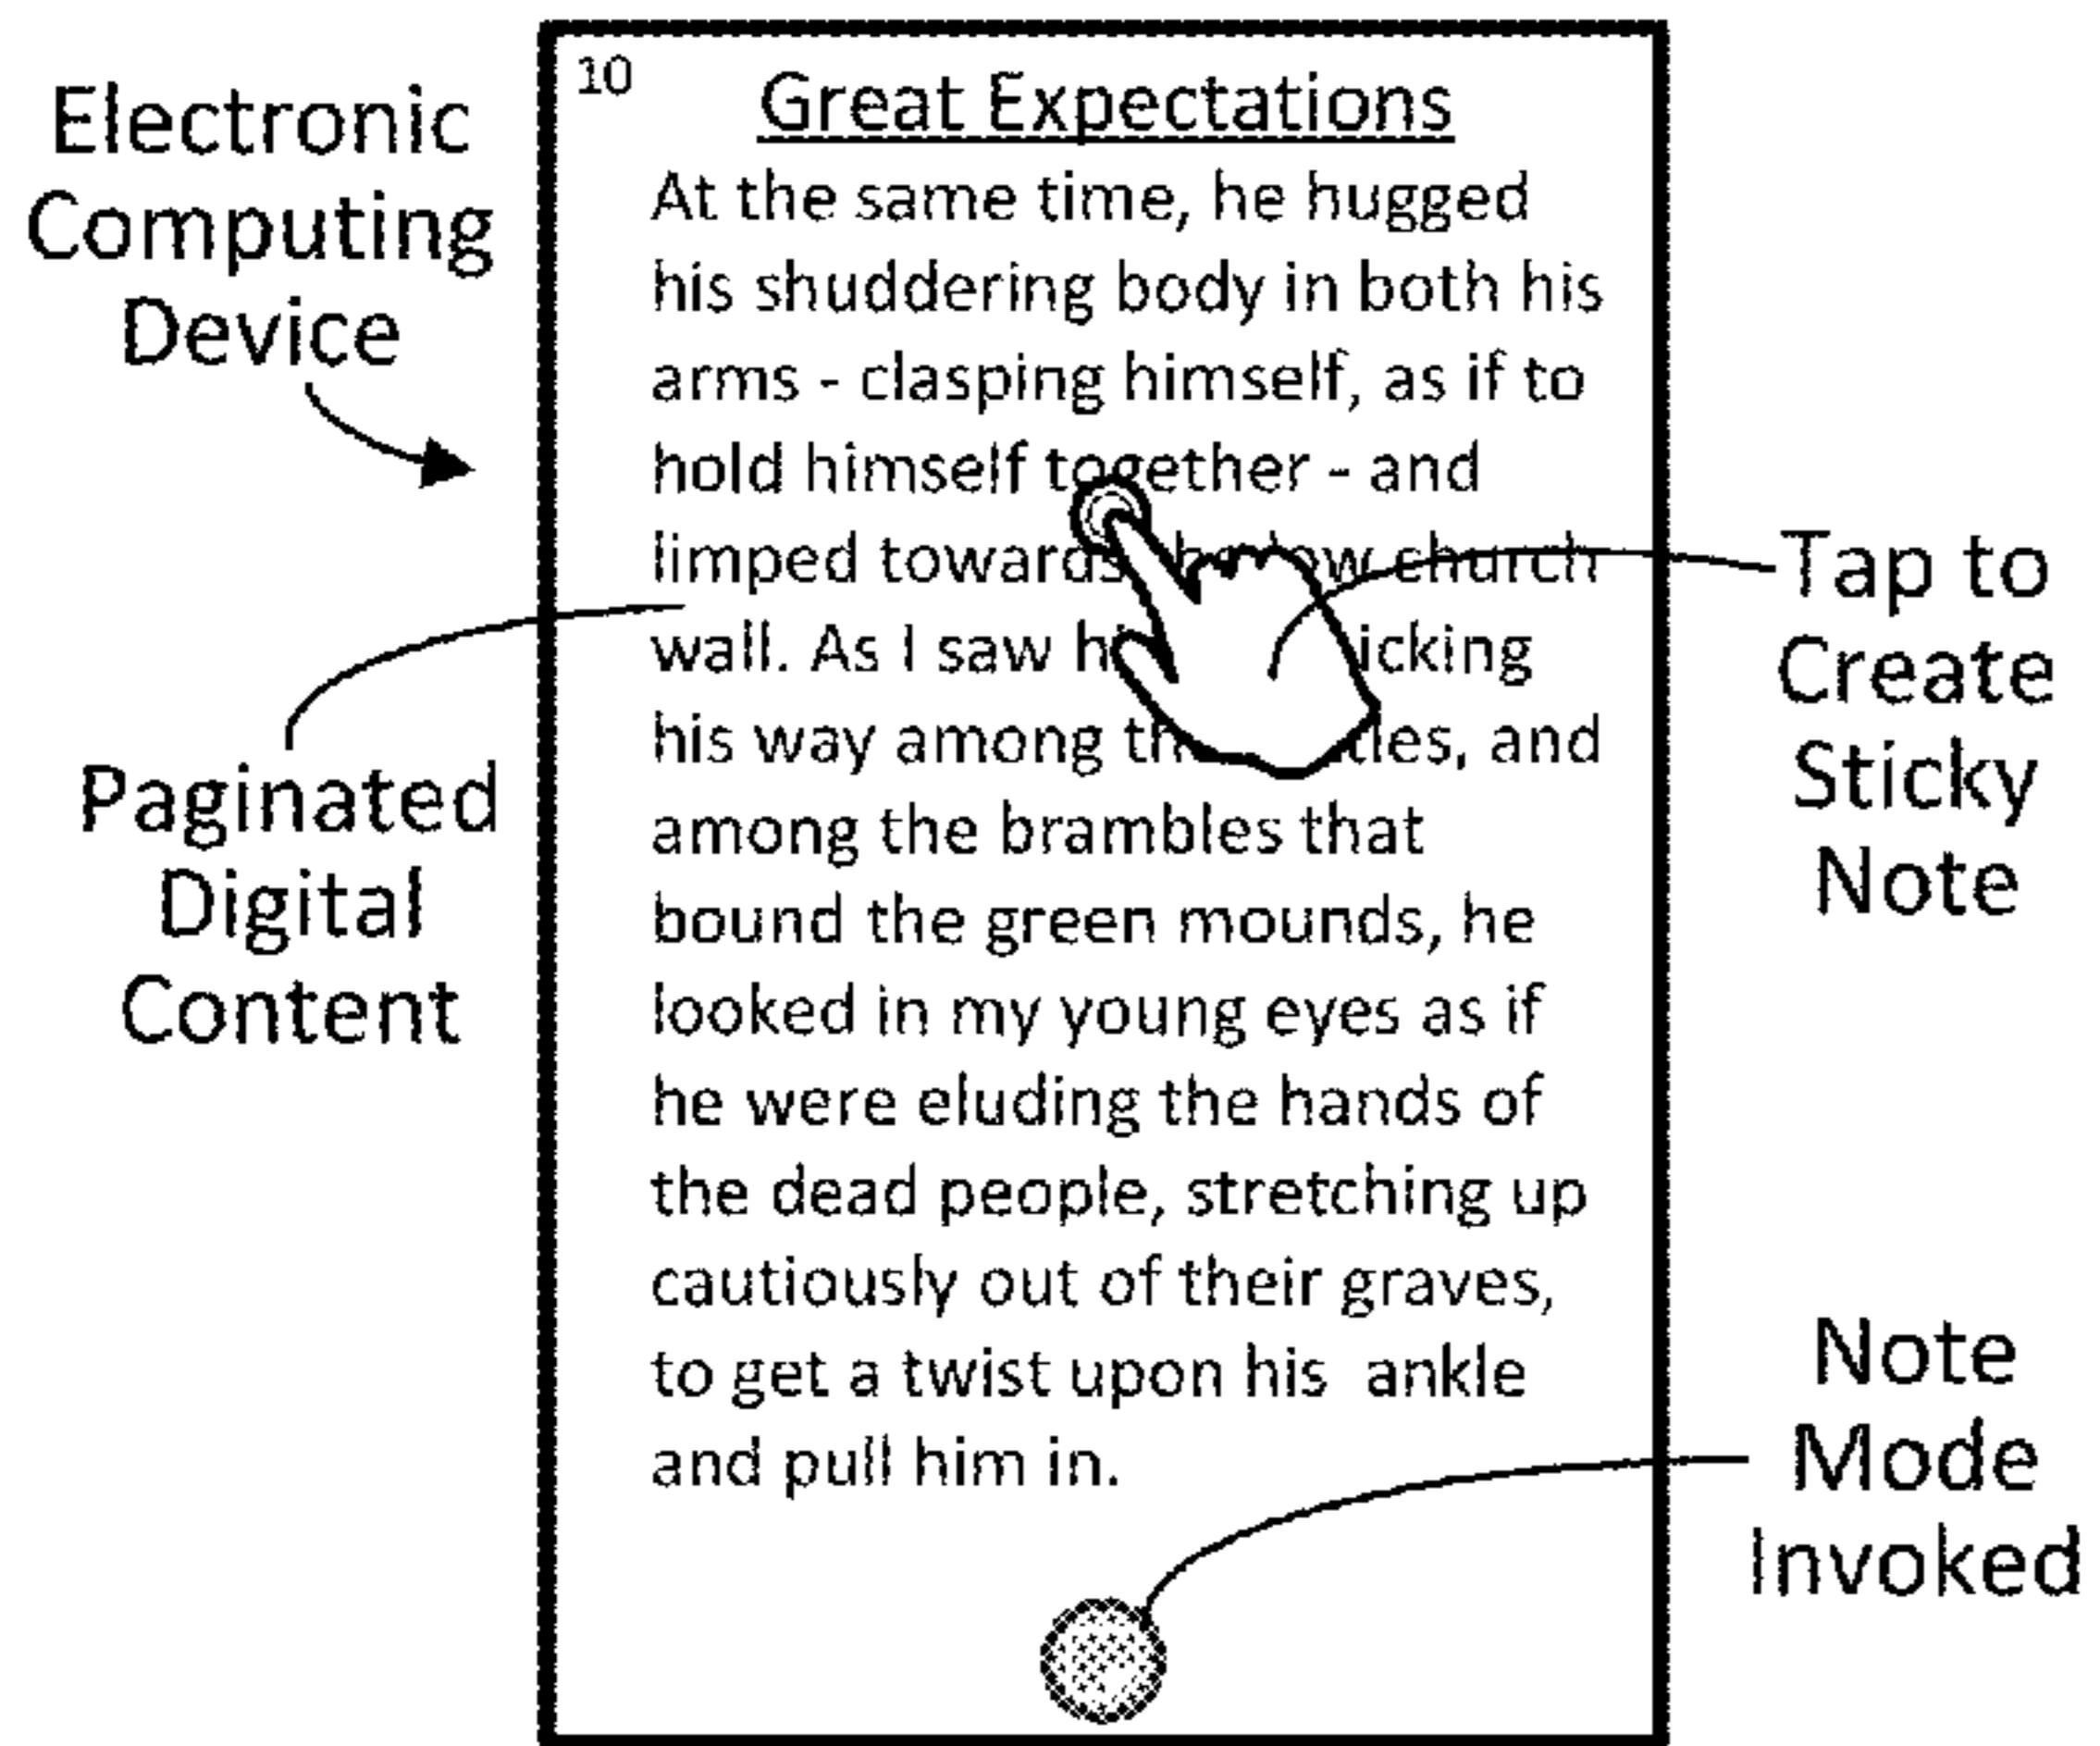 Electronic
Computing
Device
Paginated
Digital
Content
10
Great Expectations
At the same time, he hugged
his shuddering body in both his
arms - clasping himself, as if to
hold himself together - and
limped towards low church
wall. As I saw
his way among and
among the brambles that
bound the green mounds, he
looked in my young eyes as if
he were eluding the hands of
the dead people, stretching up
cautiously out of their graves,
to get a twist upon his ankle
and pull him in.
Tap to
Create
Sticky
Note
Note
Mode
Invoked